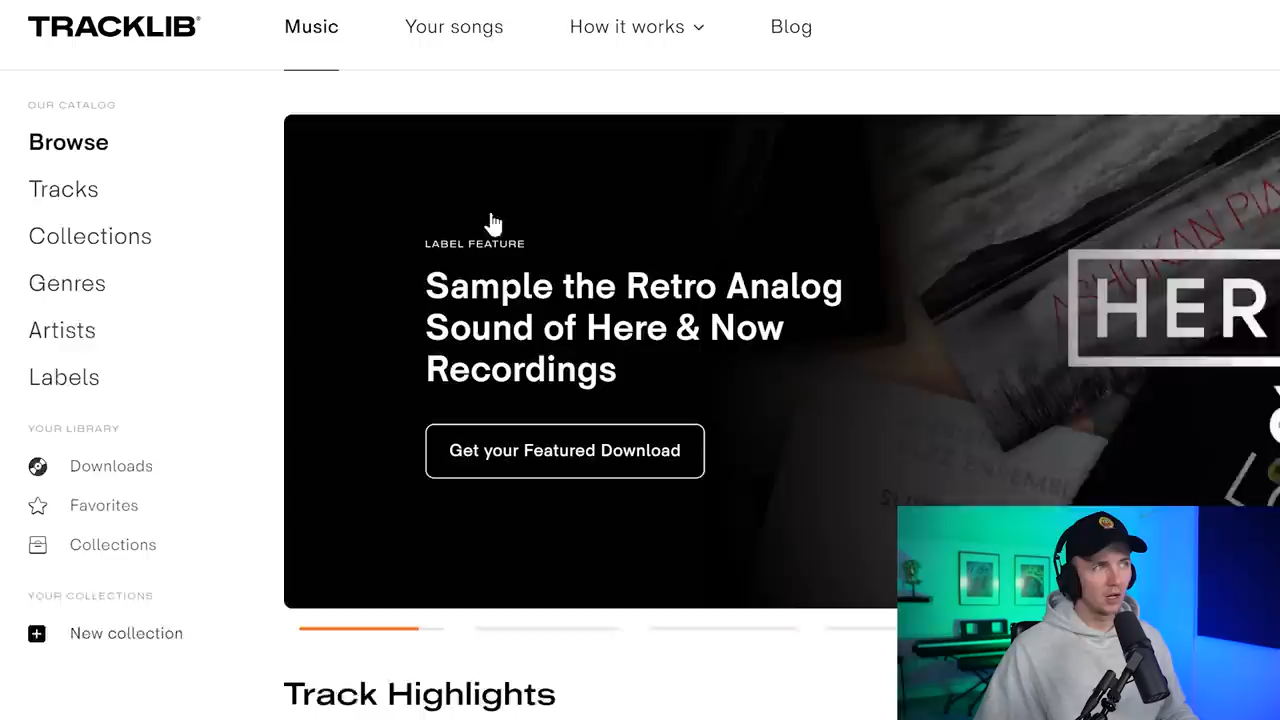 TRACKLIB
Music
Your songs
How it works
Blog
OUR CATALOG
Browse
Tracks
Collections
Genres
Artists
Labels
YOUR LIBRARY
Downloads
Favorites
Collections
YOUR COLLECTIONS
New collection
LABEL FEATURE
Sample the Retro Analog
Sound of Here & Now
Recordings
Get your Featured Download
ASHOKAN
HER
Track Highlights